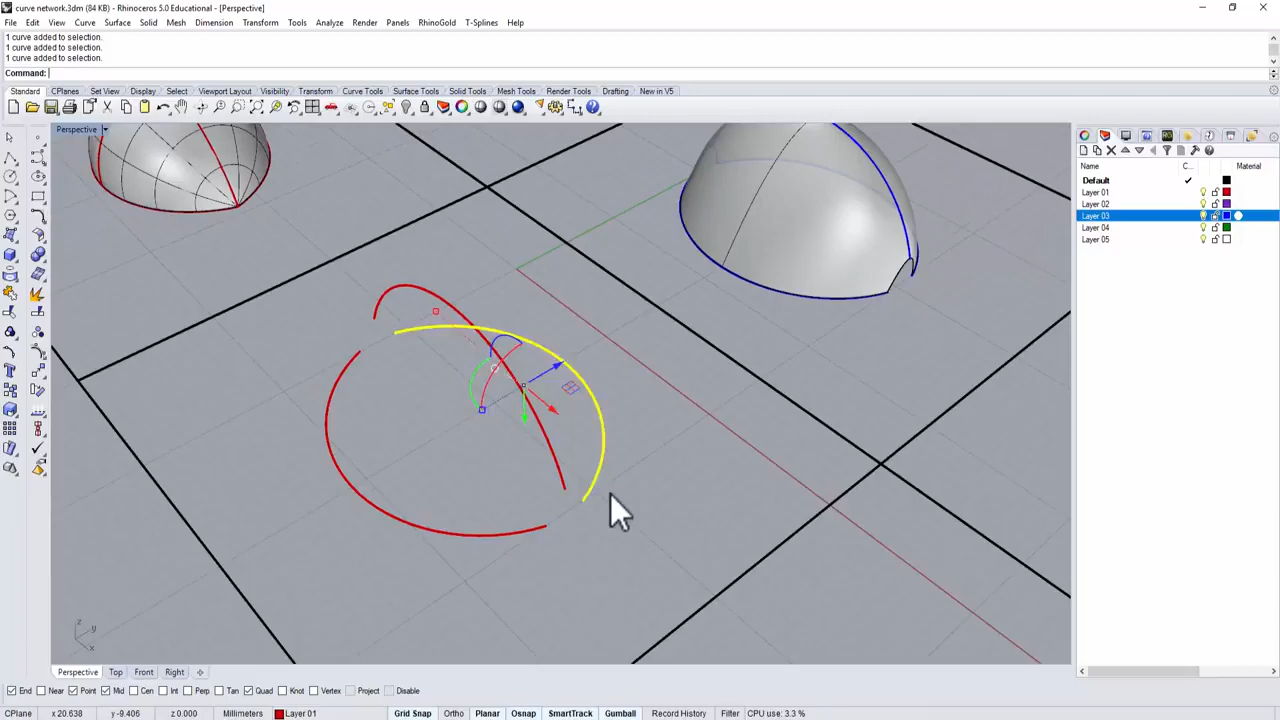 curve network.3dm (84 KB) - Rhinoceros 5.0 Educational - [Perspective]
File Edit View Curve Surface Solid Mesh Dimension Transform Tools Analyze Render Panels RhinoGold T-Splines Help
1 curve added to selection.
1 curve added to selection.
1 curve added to selection.
Command:
Standard CPlanes Set View Display Select Viewport Layout Visibility Transform Curve Tools Surface Tools Solid Tools Mesh Tools Render Tools Drafting New in V5
Perspective
Name C... Material
Default
Layer 01
Layer 02
Layer 03
Layer 04
Layer 05
z
y
x
Perspective Top Front Right
End Near Point Mid Cen Int Perp Tan Quad Knot Vertex Project Disable
CPlane x 20.638 y -9.406 z 0.000 Millimeters Layer 01 Grid Snap Ortho Planar Osnap SmartTrack Gumball Record History Filter CPU use: 3.3 %